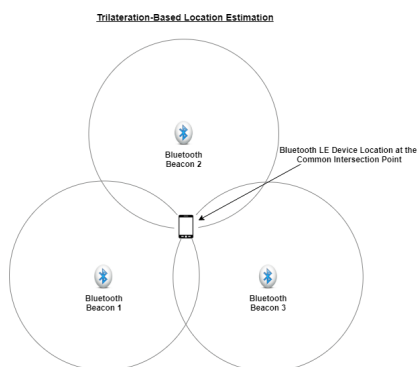 Trilateration-Based Location Estimation
Bluetooth
Beacon 2
Bluetooth LE Device Location at the
Common Intersection Point
Bluetooth
Beacon 1
Bluetooth
Beacon 3